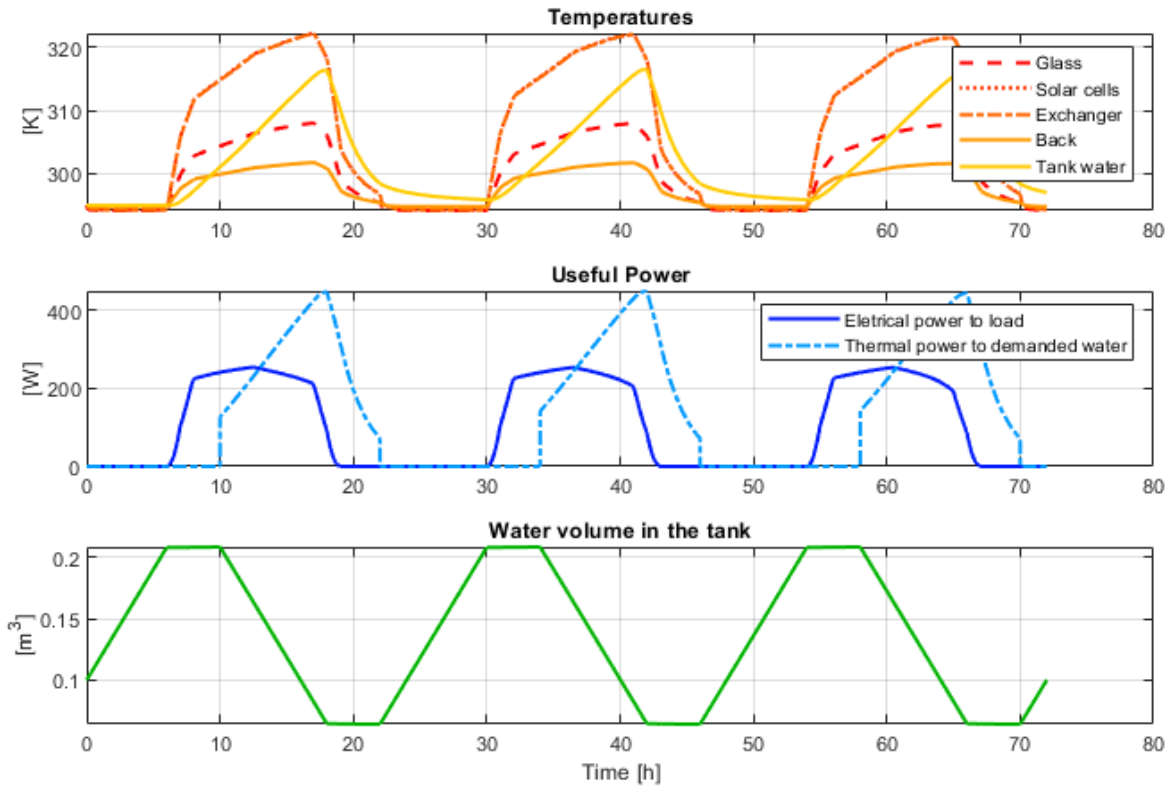 Temperatures
320
310
300
[K]
Glass
Solar cells
Exchanger
Back
Tank water
0 10 20 30 40 50 60 70 80
Useful Power
400
200
0
[W]
Eletrical power to load
Thermal power to demanded water
0 10 20 30 40 50 60 70 80
Water volume in the tank
0.2
0.15
0.1
[m³]
0 10 20 30 40 50 60 70 80
Time [h]